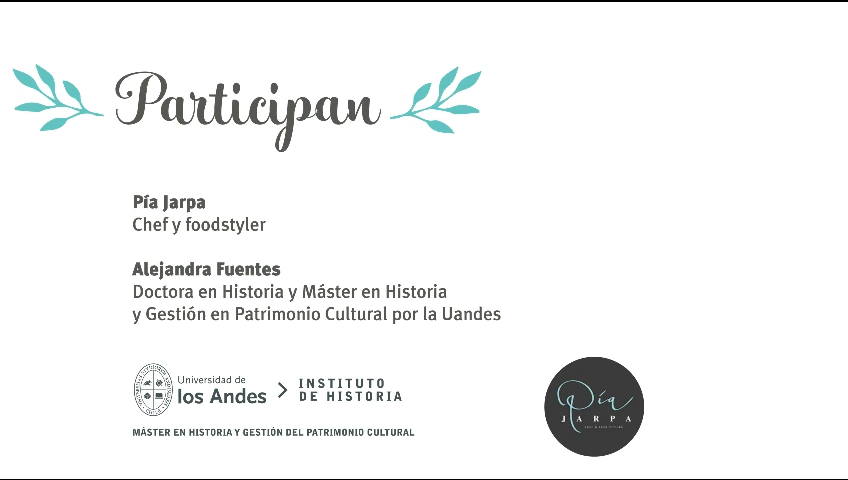 Participan
Pía Jarpa
Chef y foodstyler
Alejandra Fuentes
Doctora en Historia y Máster en Historia
y Gestión en Patrimonio Cultural por la Uandes
Universidad de
los Andes
INSTITUTO
DE HISTORIA
MÁSTER EN HISTORIA Y GESTIÓN DEL PATRIMONIO CULTURAL
Pía
JARPA